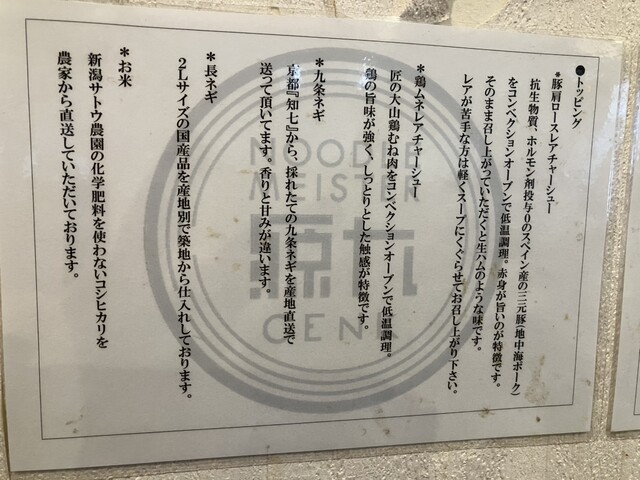 ●トッピング
*豚肩ロースレアチャーシュー
抗生物質、ホルモン剤投与0のスペイン産の三元豚(地中海ポーク)
をコンベクションオーブンで低温調理。赤身が旨いのが特徴です。
そのまま召し上がっていただくと生ハムのような味です。
レアが苦手な方は軽くスープにくぐらせてお召し上がり下さい。
*鶏ムネレアチャーシュー
匠の大山鶏むね肉をコンベクションオーブンで低温調理。
鶏の旨味が強く、しっとりとした触感が特徴です。
*九条ネギ
京都『知七』から、採れたての九条ネギを産地直送で
送って頂いてます。香りと甘みが違います。
*長ネギ
2Lサイズの国産品を産地別で築地から仕入れしております。
*お米
新潟サトウ農園の化学肥料を使わないコシヒカリを
農家から直送していただいております。
NOOD
MEISTER
GENK